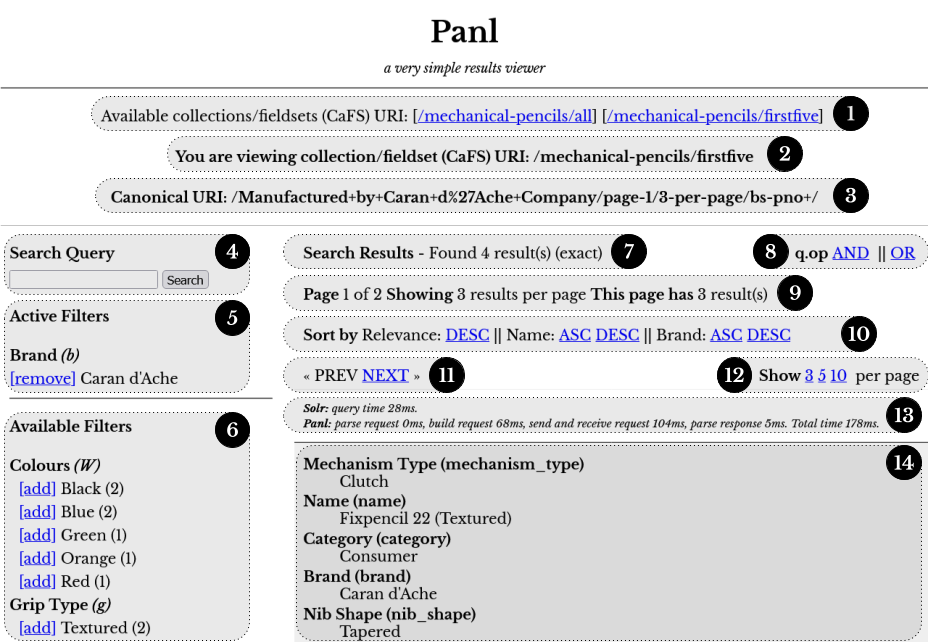 Panl
a very simple results viewer
Available collections/fieldsets (CaFS) URI: [/mechanical-pencils/all] [/mechanical-pencils/firstfive] 1
You are viewing collection/fieldset (CaFS) URI: /mechanical-pencils/firstfive 2
Canonical URI: /Manufactured+by+Caran+d%27Ache+Company/page-1/3-per-page/bs-pno+/ 3
Search Query 4
Search
Active Filters 5
Brand (b)
[remove] Caran d'Ache
Available Filters 6
Colours (W)
[add] Black (2)
[add] Blue (2)
[add] Green (1)
[add] Orange (1)
[add] Red (1)
Grip Type (g)
[add] Textured (2)
Search Results - Found 4 result(s) (exact) 7
8 q.op AND || OR
Page 1 of 2 Showing 3 results per page This page has 3 result(s) 9
Sort by Relevance: DESC || Name: ASC DESC || Brand: ASC DESC 10
« PREV NEXT » 11
12 Show 3 5 10 per page
Solr: query time 28ms.
Panl: parse request 0ms, build request 68ms, send and receive request 104ms, parse response 5ms. Total time 178ms. 13
Mechanism Type (mechanism_type) 14
Clutch
Name (name)
Fixpencil 22 (Textured)
Category (category)
Consumer
Brand (brand)
Caran d'Ache
Nib Shape (nib_shape)
Tapered